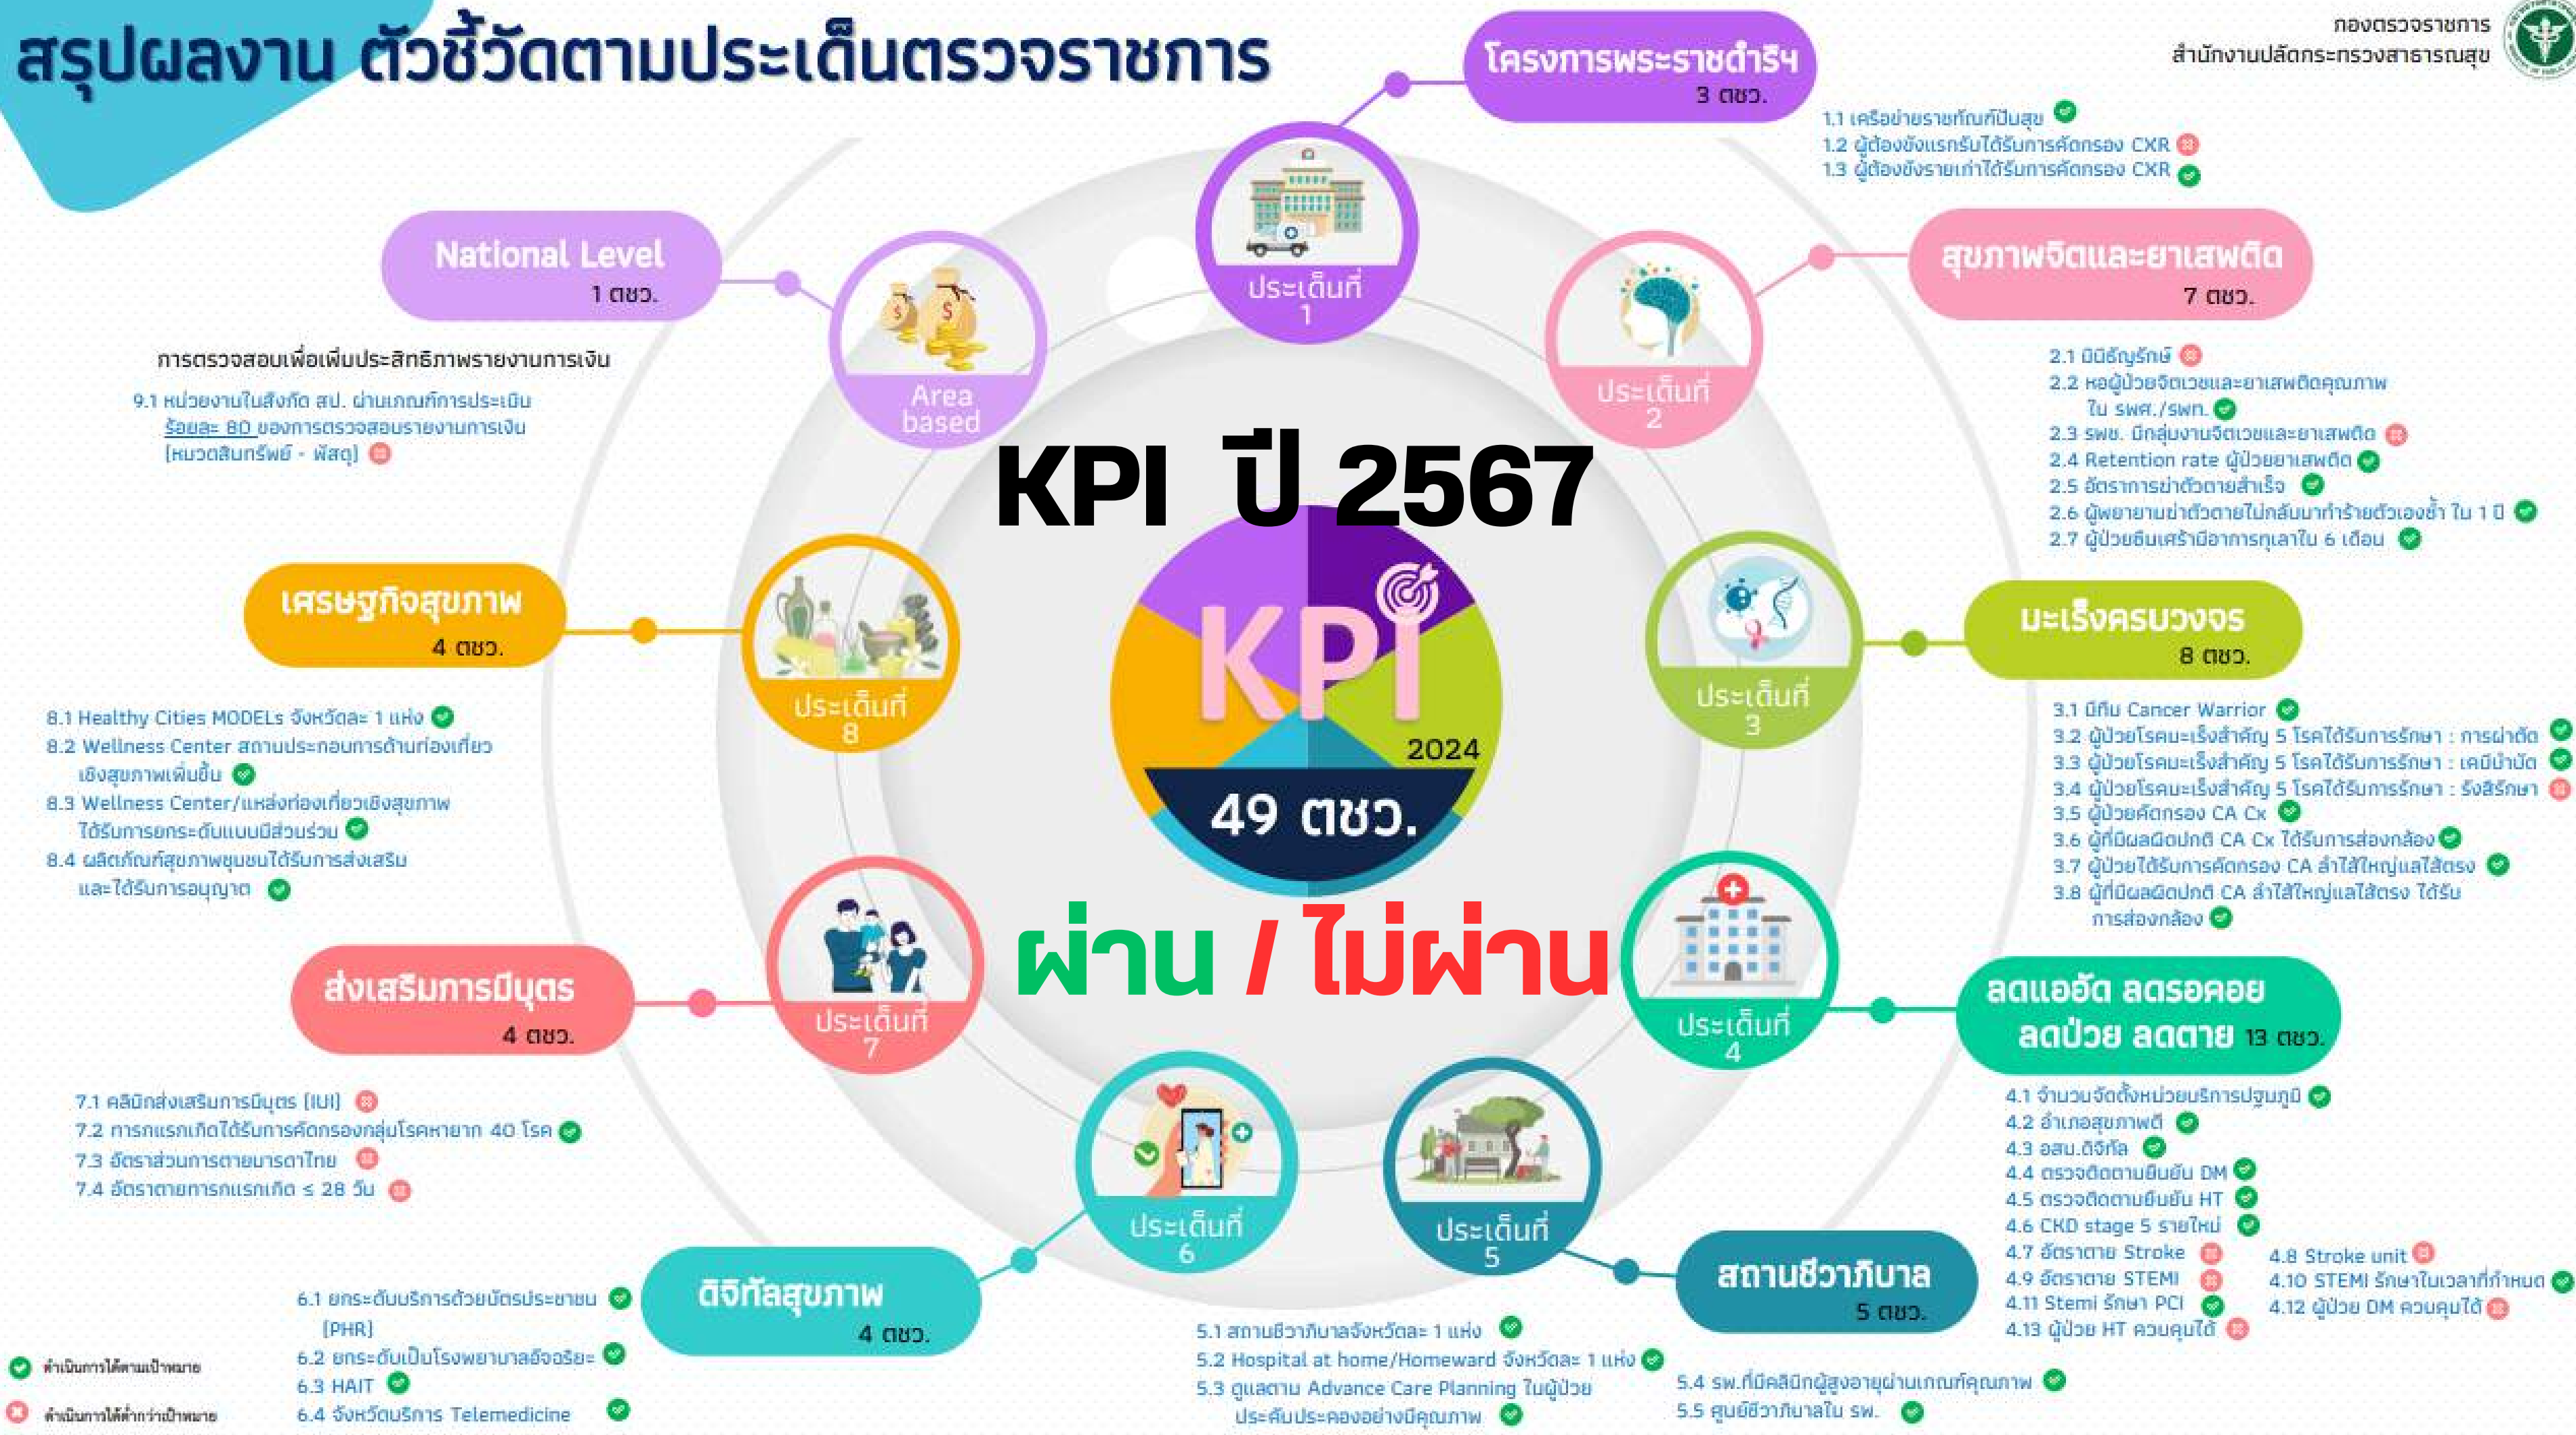 สรุปผลงาน ตัวชี้วัดตามประเด็นตรวจราชการ
กองตรวจราชการ
สำนักงานปลัดกระทรวงสาธารณสุข
โครงการพระราชดำริฯ
3 ตชว.
1.1 เครือข่ายราชทัณฑ์ปันสุข
1.2 ผู้ต้องขังแรกรับได้รับการคัดกรอง CXR
1.3 ผู้ต้องขังรายเก่าได้รับการคัดกรอง CXR
ประเด็นที่
1
สุขภาพจิตและยาเสพติด
7 ตชว.
2.1 มินิธัญรักษ์
2.2 หอผู้ป่วยจิตเวชและยาเสพติดคุณภาพ
ใน รพศ./รพท.
2.3 รพช. มีกลุ่มงานจิตเวชและยาเสพติด
2.4 Retention rate ผู้ป่วยยาเสพติด
2.5 อัตราการฆ่าตัวตายสำเร็จ
2.6 ผู้พยายามฆ่าตัวตายไม่กลับมาทำร้ายตัวเองซ้ำ ใน 1 ปี
2.7 ผู้ป่วยซึมเศร้ามีอาการทุเลาใน 6 เดือน
ประเด็นที่
2
มะเร็งครบวงจร
8 ตชว.
3.1 มีทีม Cancer Warrior
3.2 ผู้ป่วยโรคมะเร็งสำคัญ 5 โรคได้รับการรักษา : การผ่าตัด
3.3 ผู้ป่วยโรคมะเร็งสำคัญ 5 โรคได้รับการรักษา : เคมีบำบัด
3.4 ผู้ป่วยโรคมะเร็งสำคัญ 5 โรคได้รับการรักษา : รังสีรักษา
3.5 ผู้ป่วยคัดกรอง CA Cx
3.6 ผู้ที่มีผลผิดปกติ CA Cx ได้รับการส่องกล้อง
3.7 ผู้ป่วยได้รับการคัดกรอง CA ลำไส้ใหญ่แลไส้ตรง
3.8 ผู้ที่มีผลผิดปกติ CA ลำไส้ใหญ่แลไส้ตรง ได้รับ
การส่องกล้อง
ประเด็นที่
3
ลดแออัด ลดรอคอย
ลดป่วย ลดตาย 13 ตชว.
4.1 จำนวนจัดตั้งหน่วยบริการปฐมภูมิ
4.2 อำเภอสุขภาพดี
4.3 อสม.ดิจิทัล
4.4 ตรวจติดตามยืนยัน DM
4.5 ตรวจติดตามยืนยัน HT
4.6 CKD stage 5 รายใหม่
4.7 อัตราตาย Stroke
4.8 Stroke unit
4.9 อัตราตาย STEMI
4.10 STEMI รักษาในเวลาที่กำหนด
4.11 Stemi รักษา PCI
4.12 ผู้ป่วย DM ควบคุมได้
4.13 ผู้ป่วย HT ควบคุมได้
ประเด็นที่
4
สถานชีวาภิบาล
5 ตชว.
5.1 สถานชีวาภิบาลจังหวัดละ 1 แห่ง
5.2 Hospital at home/Homeward จังหวัดละ 1 แห่ง
5.3 ดูแลตาม Advance Care Planning ในผู้ป่วย
ประคับประคองอย่างมีคุณภาพ
5.4 รพ.ที่มีคลินิกผู้สูงอายุผ่านเกณฑ์คุณภาพ
5.5 ศูนย์ชีวาภิบาลใน รพ.
ประเด็นที่
5
ดิจิทัลสุขภาพ
4 ตชว.
6.1 ยกระดับบริการด้วยบัตรประชาชน
(PHR)
6.2 ยกระดับเป็นโรงพยาบาลอัจฉริยะ
6.3 HAIT
6.4 จังหวัดบริการ Telemedicine
ประเด็นที่
6
ส่งเสริมการมีบุตร
4 ตชว.
7.1 คลินิกส่งเสริมการมีบุตร (IUI)
7.2 ทารกแรกเกิดได้รับการคัดกรองกลุ่มโรคหายาก 40 โรค
7.3 อัตราส่วนการตายมารดาไทย
7.4 อัตราตายทารกแรกเกิด ≤ 28 วัน
ประเด็นที่
7
เศรษฐกิจสุขภาพ
4 ตชว.
8.1 Healthy Cities MODELs จังหวัดละ 1 แห่ง
8.2 Wellness Center สถานประกอบการด้านท่องเที่ยว
เชิงสุขภาพเพิ่มขึ้น
8.3 Wellness Center/แหล่งท่องเที่ยวเชิงสุขภาพ
ได้รับการยกระดับแบบมีส่วนร่วม
8.4 ผลิตภัณฑ์สุขภาพชุมชนได้รับการส่งเสริม
และได้รับการอนุญาต
ประเด็นที่
8
National Level
1 ตชว.
การตรวจสอบเพื่อเพิ่มประสิทธิภาพรายงานการเงิน
9.1 หน่วยงานในสังกัด สป. ผ่านเกณฑ์การประเมิน
ร้อยละ 80 ของการตรวจสอบรายงานการเงิน
(หมวดสินทรัพย์ - พัสดุ)
Area
based
KPI ปี 2567
KPI
2024
49 ตชว.
ผ่าน / ไม่ผ่าน
ดำเนินการได้ตามเป้าหมาย
ดำเนินการได้ต่ำกว่าเป้าหมาย